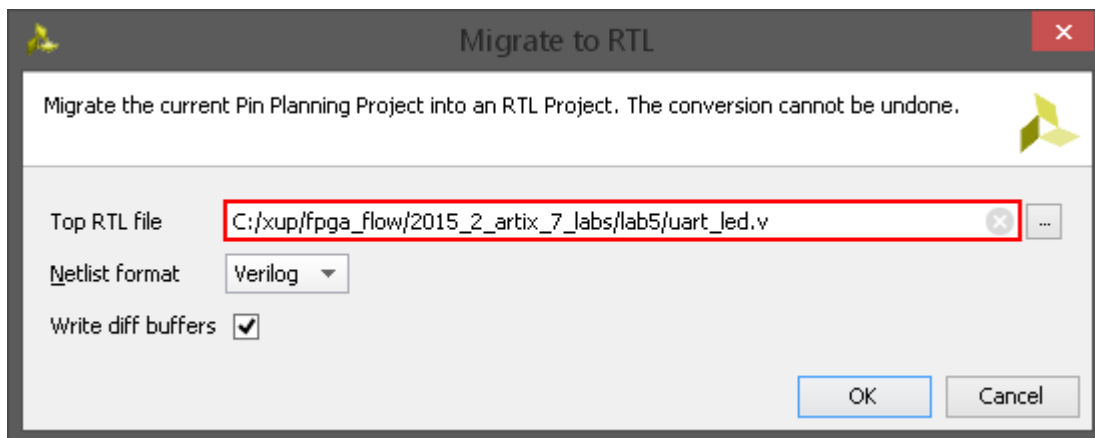 Migrate to RTL
Migrate the current Pin Planning Project into an RTL Project. The conversion cannot be undone.
Top RTL file C:/xup/fpga_flow/2015_2_artix_7_labs/lab5/uart_led.v ...
Netlist format Verilog
Write diff buffers
OK Cancel